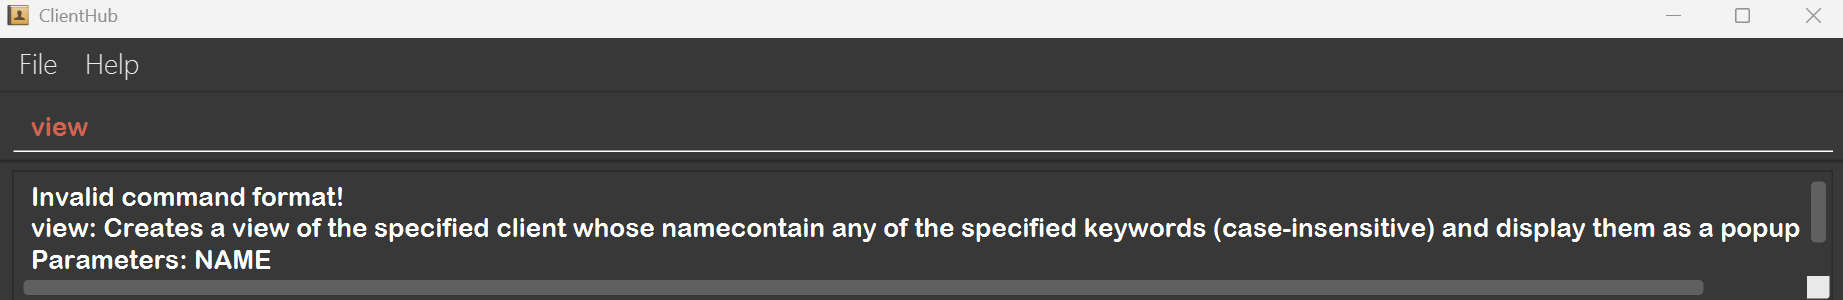 ClientHub
File Help
view
Invalid command format!
view: Creates a view of the specified client whose namecontain any of the specified keywords (case-insensitive) and display them as a popup
Parameters: NAME